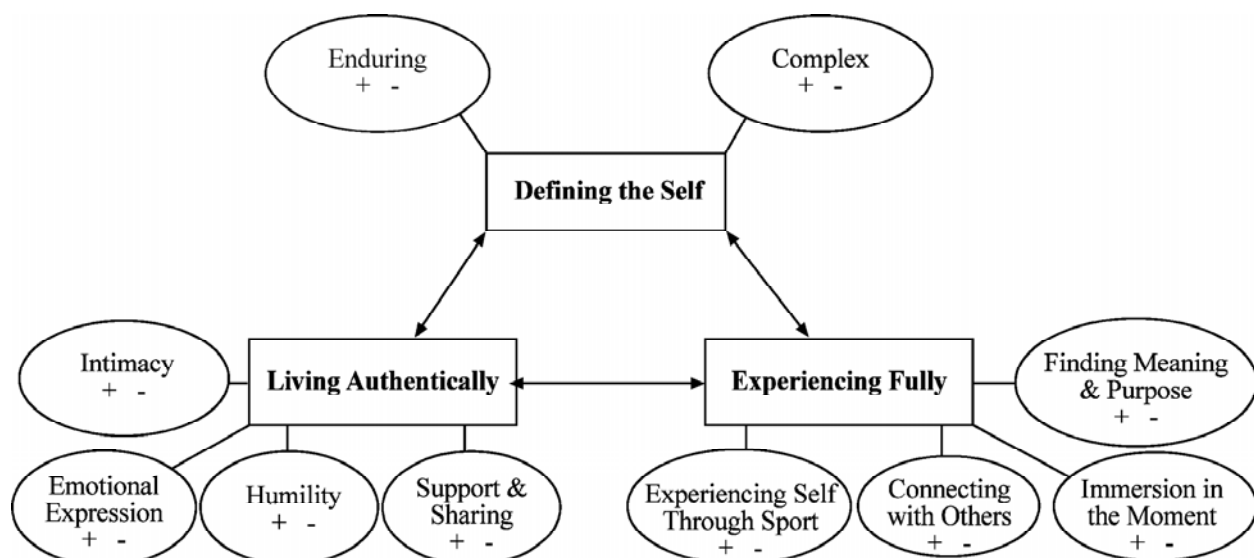 Enduring
+ -
Complex
+ -
Defining the Self
Intimacy
+ -
Living Authentically
Experiencing Fully
Finding Meaning
& Purpose
+ -
Emotional
Expression
+ -
Humility
+ -
Support &
Sharing
+ -
Experiencing Self
Through Sport
+ -
Connecting
with Others
+ -
Immersion in
the Moment
+ -